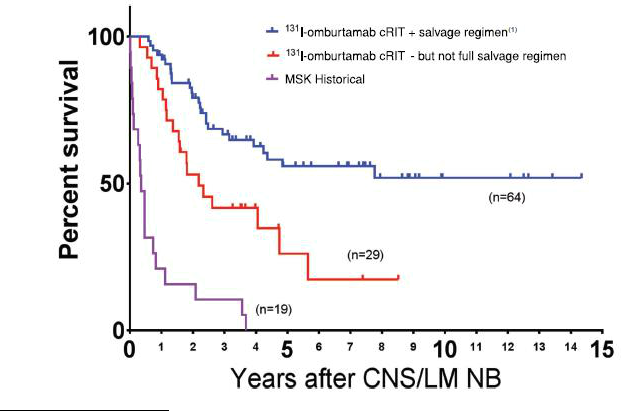 100
50
0
Percent survival
¹³¹I-omburtamab cRIT + salvage regimen⁽¹⁾
¹³¹I-omburtamab cRIT - but not full salvage regimen
MSK Historical
(n=64)
(n=29)
(n=19)
0 1 2 3 4 5 6 7 8 9 10 11 12 13 14 15
Years after CNS/LM NB